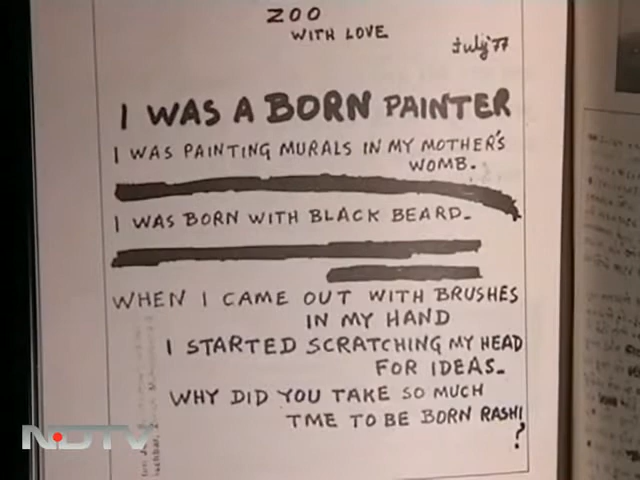 ZOO
WITH LOVE
July '77
I WAS A BORN PAINTER
I WAS PAINTING MURALS IN MY MOTHER'S
WOMB.
I WAS BORN WITH BLACK BEARD.
WHEN I CAME OUT WITH BRUSHES
IN MY HAND
I STARTED SCRATCHING MY HEAD
FOR IDEAS.
WHY DID YOU TAKE SO MUCH
TME TO BE BORN RASHI
?
NDTV